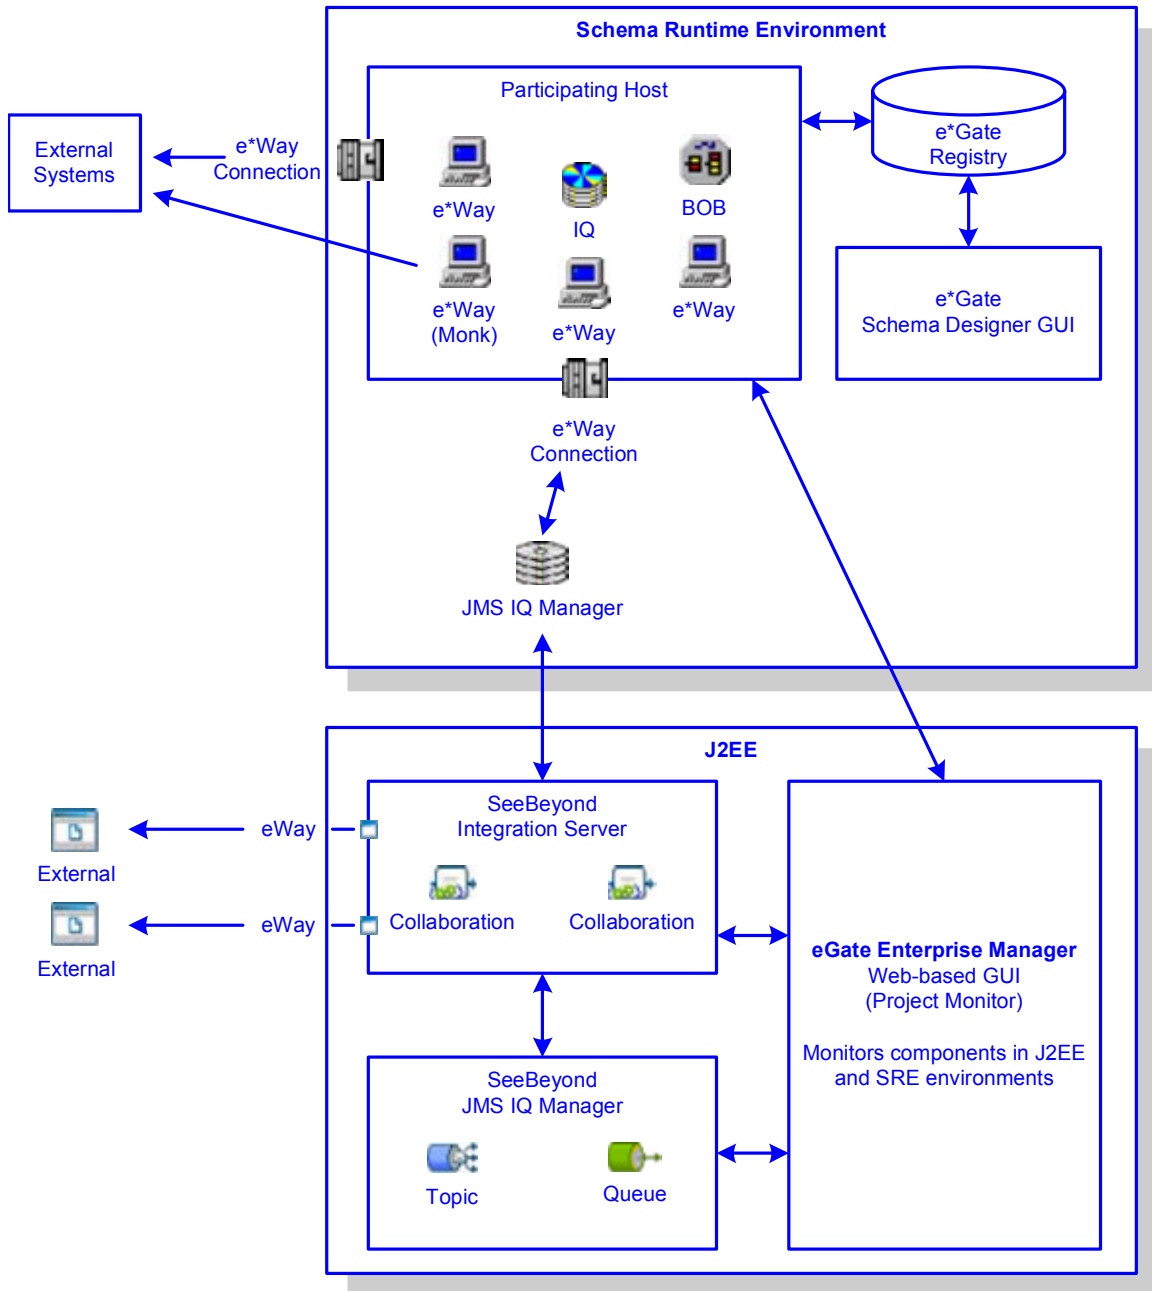 Schema Runtime Environment
Participating Host
External
Systems
e*Way
Connection
e*Way
IQ
BOB
e*Gate
Registry
e*Way
(Monk)
e*Way
e*Way
e*Gate
Schema Designer GUI
e*Way
Connection
JMS IQ Manager
J2EE
SeeBeyond
Integration Server
External
eWay
Collaboration
Collaboration
External
eWay
eGate Enterprise Manager
Web-based GUI
(Project Monitor)
Monitors components in J2EE
and SRE environments
SeeBeyond
JMS IQ Manager
Topic
Queue